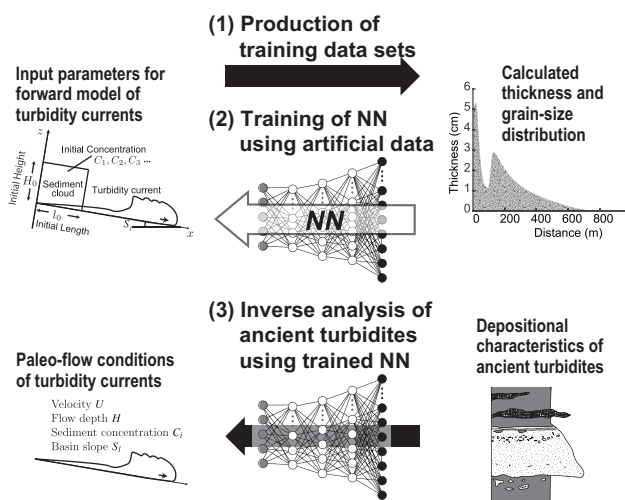 (1) Production of
training data sets
Input parameters for
forward model of
turbidity currents
Calculated
thickness and
grain-size
distribution
(2) Training of NN
using artificial data
z
Initial Concentration
C₁, C₂, C₃ ...
Initial Height
H₀
Sediment
cloud
Turbidity current
l₀
Initial Length
S_l
x
NN
Thickness (cm)
6
5
4
3
2
1
0
0 200 400 600 800
Distance (m)
(3) Inverse analysis of
ancient turbidites
using trained NN
Paleo-flow conditions
of turbidity currents
Velocity U
Flow depth H
Sediment concentration C_i
Basin slope S_l
Depositional
characteristics of
ancient turbidites